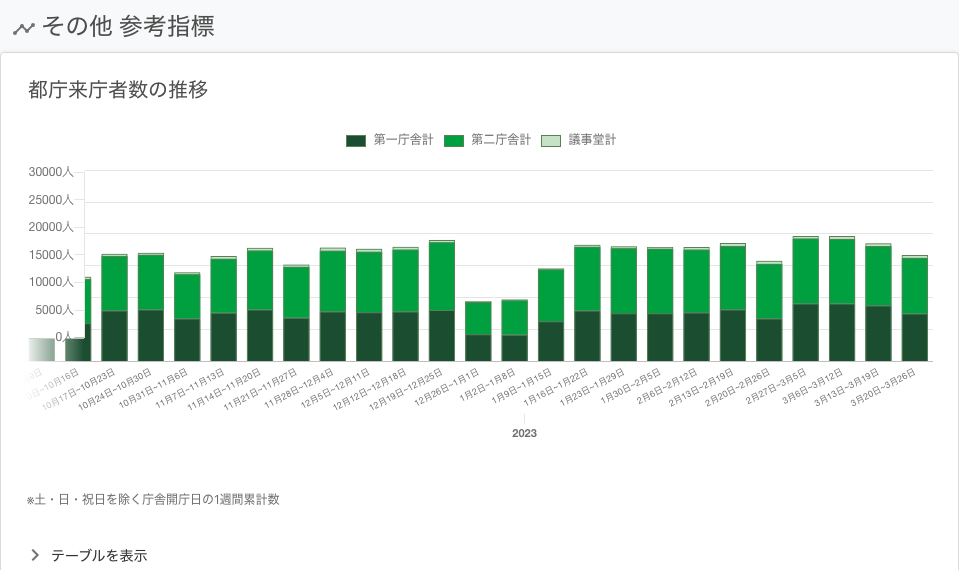 その他 参考指標
都庁来庁者数の推移
第一庁舎計 第二庁舎計 議事堂計
30000人
25000人
20000人
15000人
10000人
5000人
0人
~10月16日
10月17日~10月23日
10月24日~10月30日
10月31日~11月6日
11月7日~11月13日
11月14日~11月20日
11月21日~11月27日
11月28日~12月4日
12月5日~12月11日
12月12日~12月18日
12月19日~12月25日
12月26日~1月1日
1月2日~1月8日
1月9日~1月15日
1月16日~1月22日
1月23日~1月29日
1月30日~2月5日
2月6日~2月12日
2月13日~2月19日
2月20日~2月26日
2月27日~3月5日
3月6日~3月12日
3月13日~3月19日
3月20日~3月26日
2023
※土・日・祝日を除く庁舎開庁日の1週間累計数
テーブルを表示